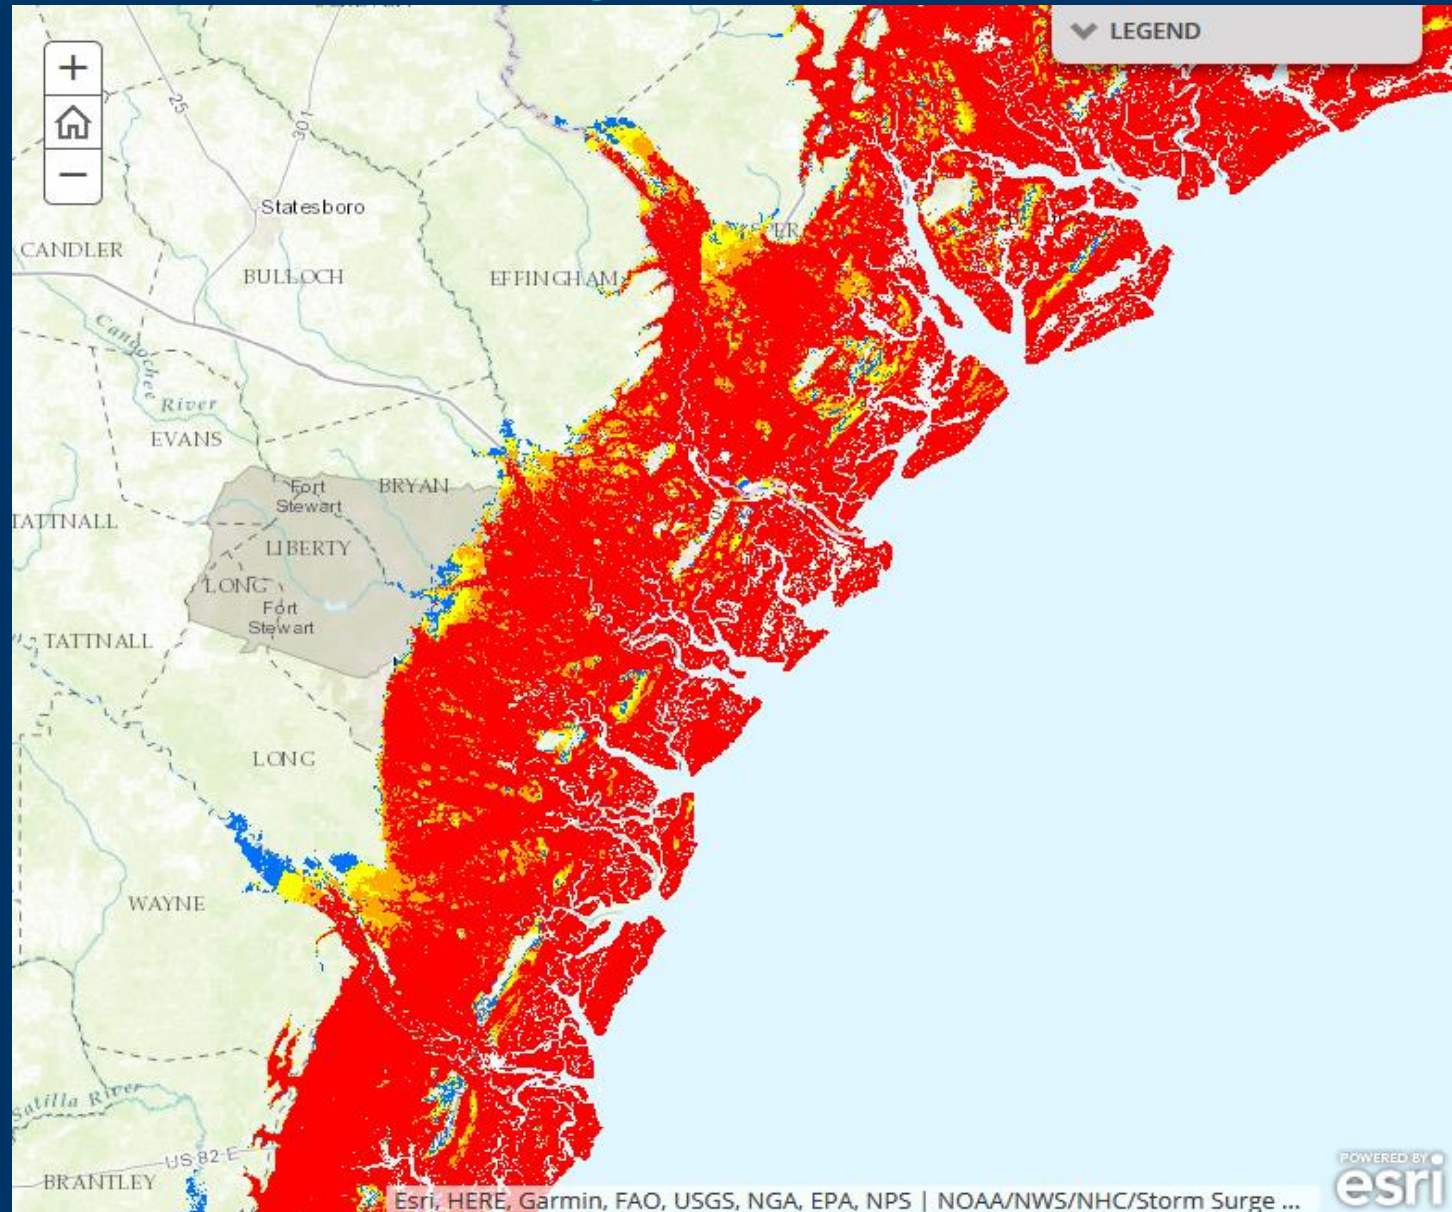 LEGEND
+
−
25
301
Statesboro
CANDLER
BULLOCH
EFFINGHAM
Canoochee
River
EVANS
Fort
Stewart
BRYAN
TATTNALL
LIBERTY
LONG
Fort
Stewart
TATTNALL
LONG
WAYNE
Satilla River
US 82 E
BRANTLEY
Esri, HERE, Garmin, FAO, USGS, NGA, EPA, NPS | NOAA/NWS/NHC/Storm Surge ...
POWERED BY
esri